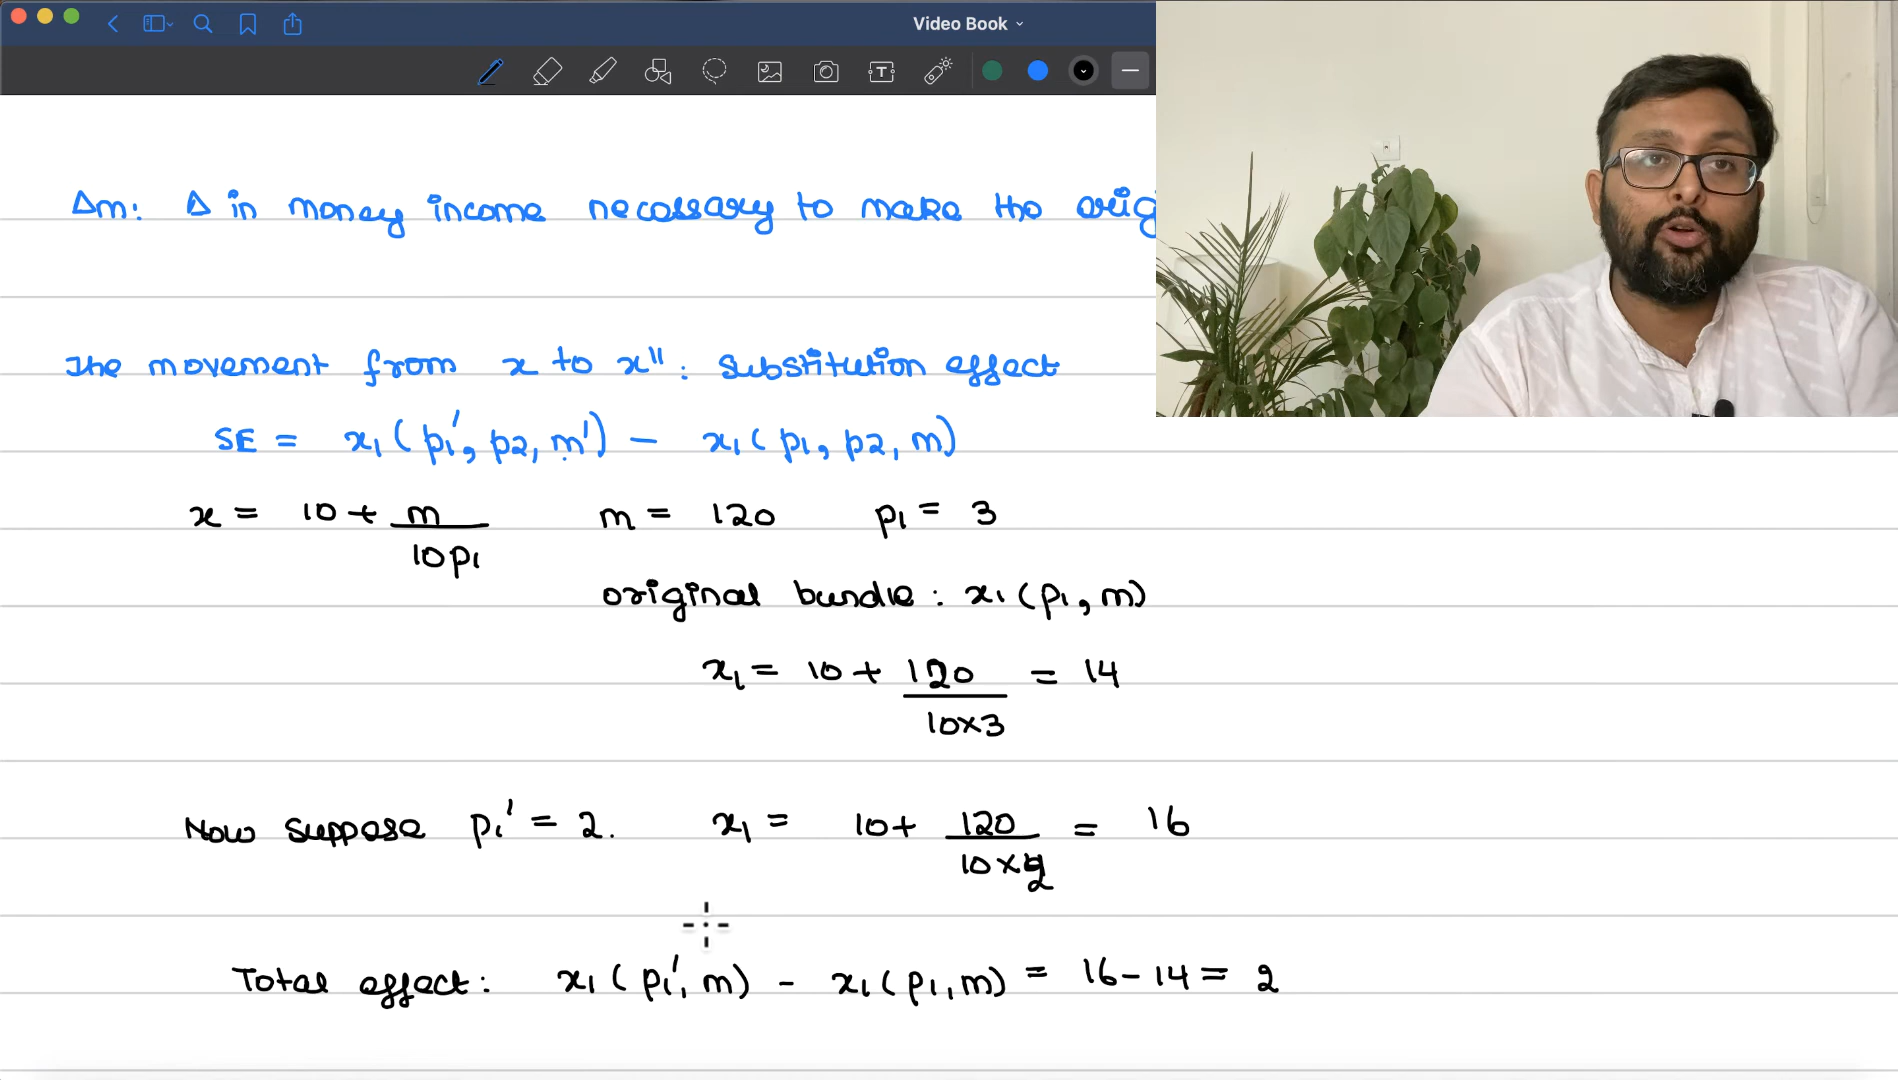 Video Book
Δm: Δ in money income necessary to make the orig
The movement from x to x'': Substitution effect
SE = x₁(p₁', p₂, m') − x₁(p₁, p₂, m)
x = 10 + m/10p₁ m = 120 p₁ = 3
original bundle: x₁(p₁, m)
x₁ = 10 + 120/10×3 = 14
Now suppose p₁' = 2. x₁ = 10 + 120/10×2 = 16
Total effect: x₁(p₁', m) − x₁(p₁, m) = 16 − 14 = 2